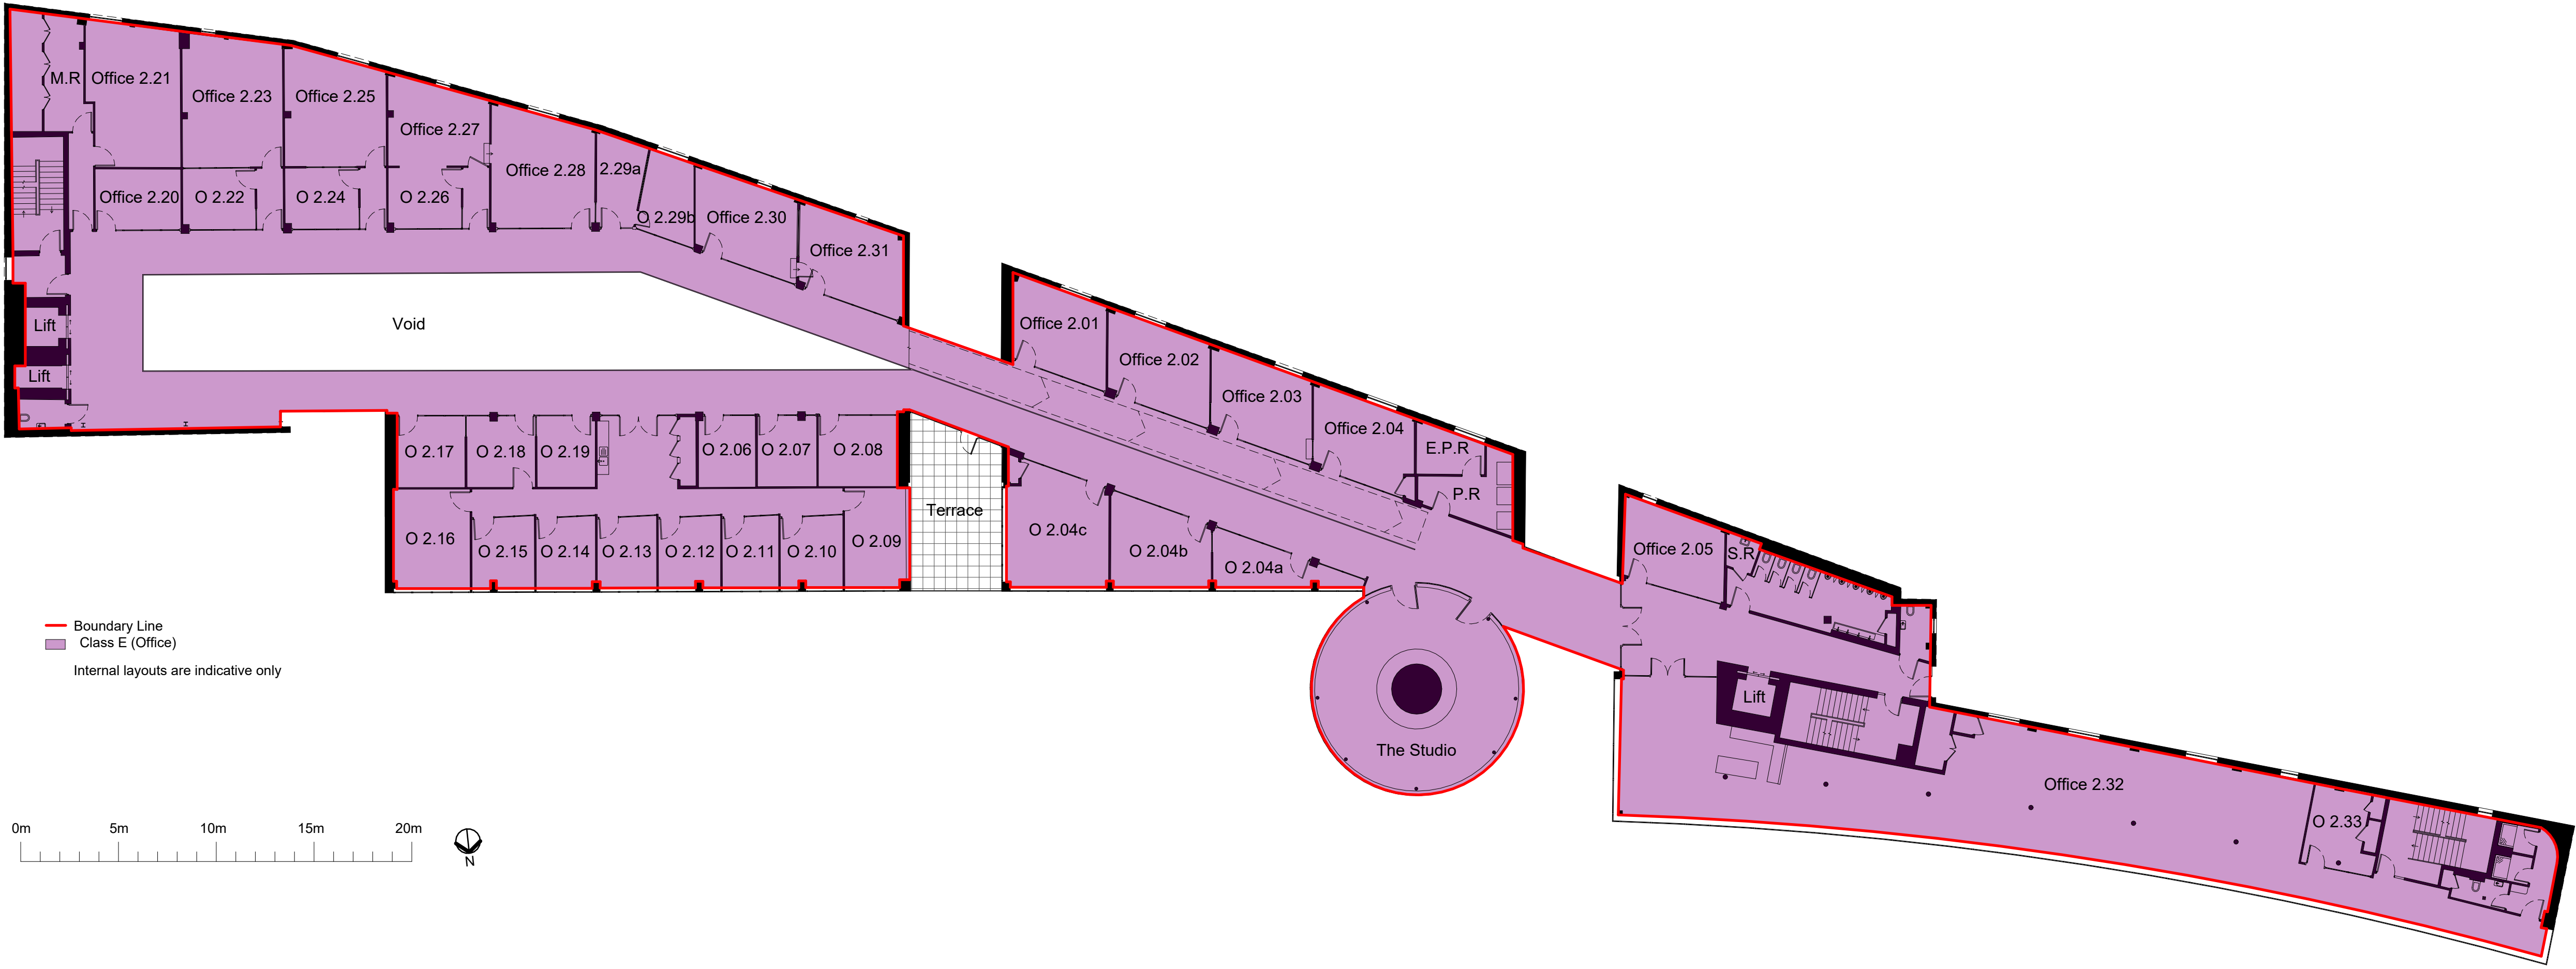 M.R
Office 2.21
Office 2.23
Office 2.25
Office 2.27
Office 2.28
2.29a
Office 2.20
O 2.22
O 2.24
O 2.26
O 2.29b
Office 2.30
Office 2.31
Lift
Lift
Void
Office 2.01
Office 2.02
Office 2.03
Office 2.04
E.P.R
P.R
O 2.17
O 2.18
O 2.19
O 2.06
O 2.07
O 2.08
O 2.16
O 2.15
O 2.14
O 2.13
O 2.12
O 2.11
O 2.10
O 2.09
Terrace
O 2.04c
O 2.04b
O 2.04a
Office 2.05
S.R
Lift
The Studio
Office 2.32
O 2.33
Boundary Line
Class E (Office)
Internal layouts are indicative only
0m 5m 10m 15m 20m
N